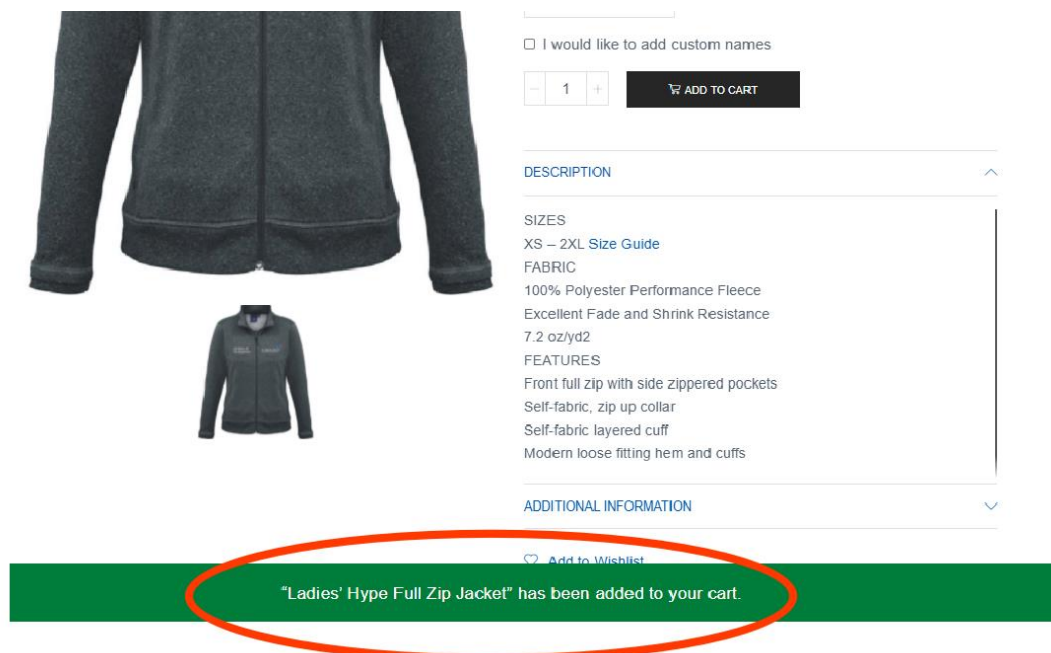 I would like to add custom names
- 1 +
ADD TO CART
DESCRIPTION
SIZES
XS – 2XL Size Guide
FABRIC
100% Polyester Performance Fleece
Excellent Fade and Shrink Resistance
7.2 oz/yd2
FEATURES
Front full zip with side zippered pockets
Self-fabric, zip up collar
Self-fabric layered cuff
Modern loose fitting hem and cuffs
ADDITIONAL INFORMATION
Add to Wishlist
“Ladies’ Hype Full Zip Jacket” has been added to your cart.